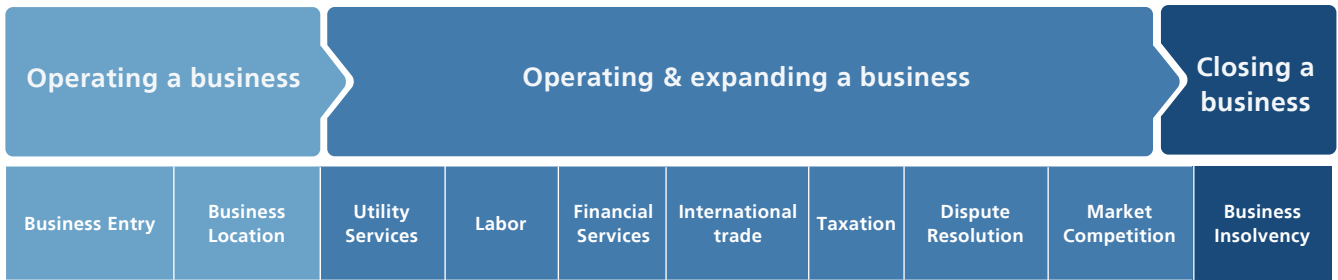 Operating a business
Operating & expanding a business
Closing a
business
Business Entry
Business
Location
Utility
Services
Labor
Financial
Services
International
trade
Taxation
Dispute
Resolution
Market
Competition
Business
Insolvency